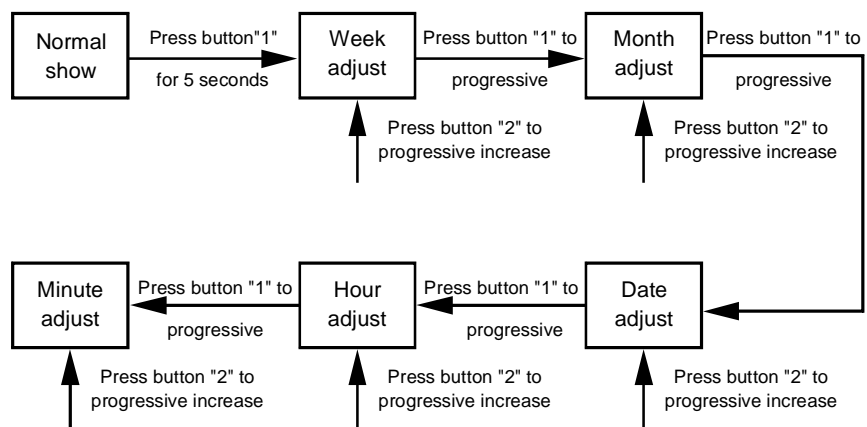 Normal
show
Press button"1"
for 5 seconds
Week
adjust
Press button "1" to
progressive
Month
adjust
Press button "1" to
progressive
Press button "2" to
progressive increase
Press button "2" to
progressive increase
Minute
adjust
Press button "1" to
progressive
Hour
adjust
Press button "1" to
progressive
Date
adjust
Press button "2" to
progressive increase
Press button "2" to
progressive increase
Press button "2" to
progressive increase